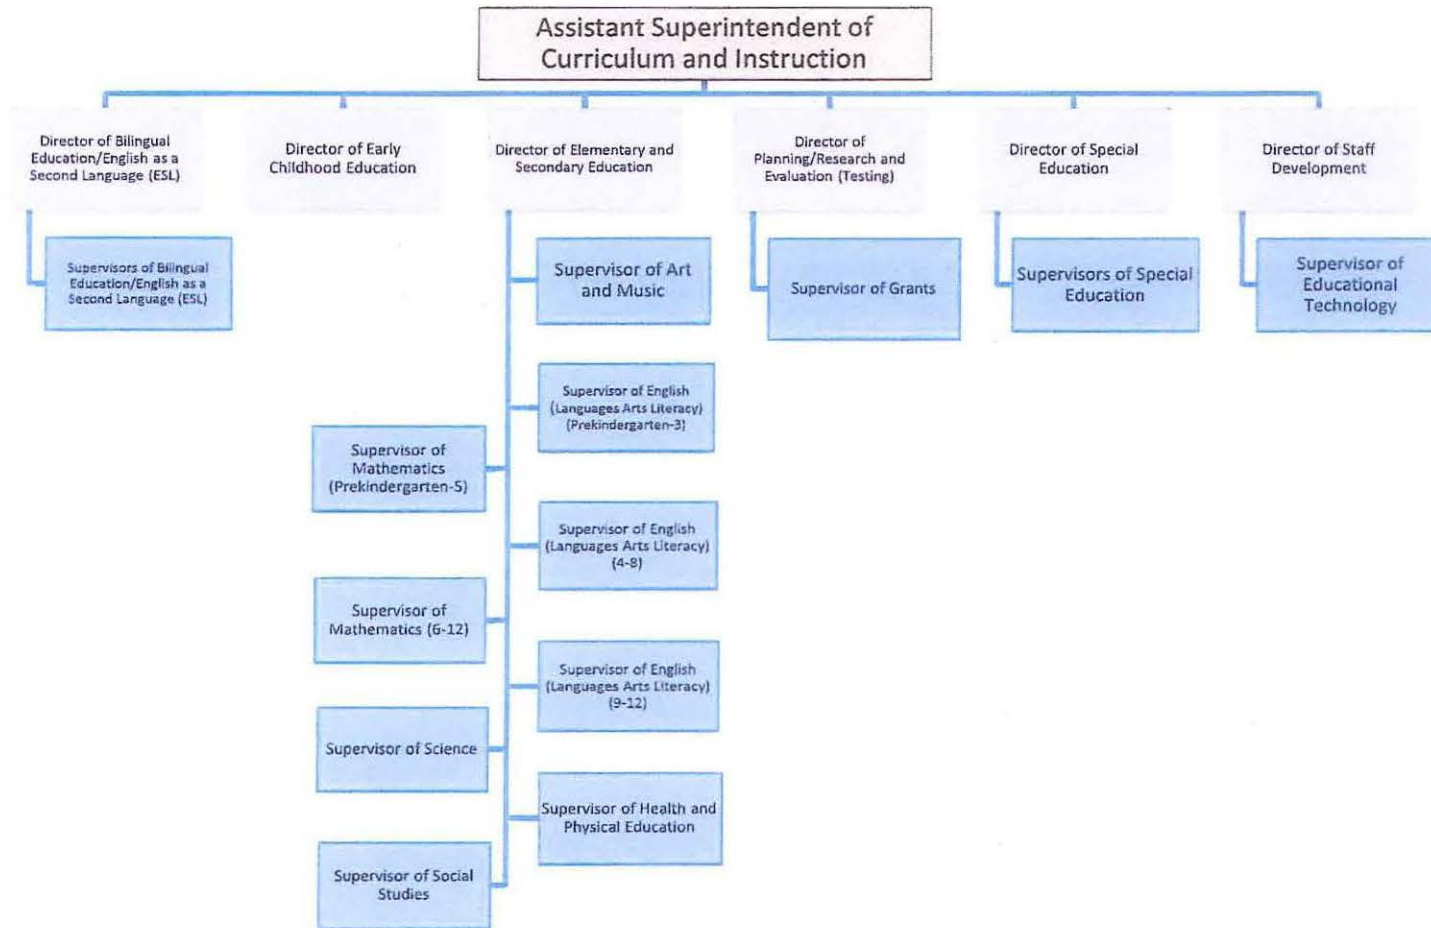 Assistant Superintendent of
Curriculum and Instruction
Director of Bilingual
Education/English as a
Second Language (ESL)
Director of Early
Childhood Education
Director of Elementary and
Secondary Education
Director of
Planning/Research and
Evaluation (Testing)
Director of Special
Education
Director of Staff
Development
Supervisors of Bilingual
Education/English as a
Second Language (ESL)
Supervisor of Art
and Music
Supervisor of Grants
Supervisors of Special
Education
Supervisor of
Educational
Technology
Supervisor of English
(Languages Arts Literacy)
(Prekindergarten-3)
Supervisor of
Mathematics
(Prekindergarten-5)
Supervisor of English
(Languages Arts Literacy)
(4-8)
Supervisor of
Mathematics (6-12)
Supervisor of English
(Languages Arts Literacy)
(9-12)
Supervisor of Science
Supervisor of Health and
Physical Education
Supervisor of Social
Studies